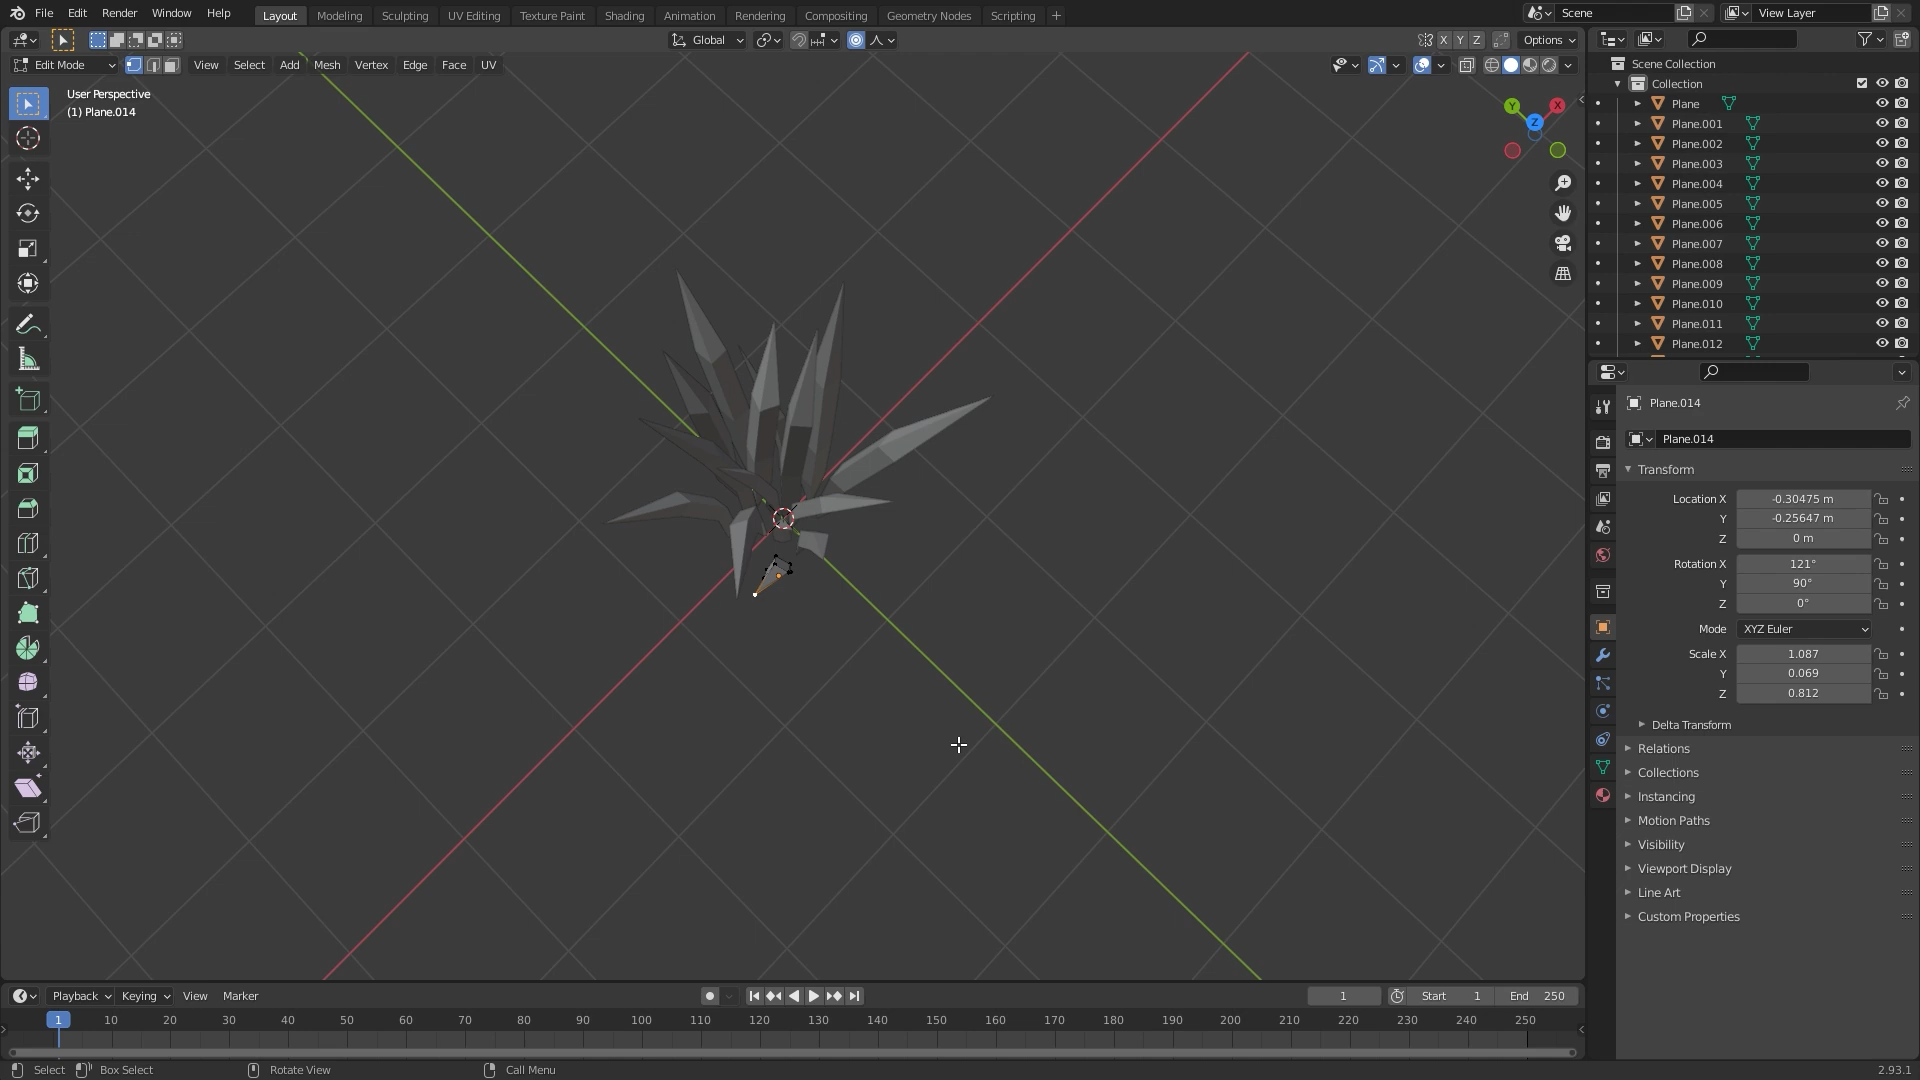 File Edit Render Window Help Layout Modeling Sculpting UV Editing Texture Paint Shading Animation Rendering Compositing Geometry Nodes Scripting + Scene View Layer
Global X Y Z Options
Edit Mode View Select Add Mesh Vertex Edge Face UV
User Perspective
(1) Plane.014
Y X
Z
Scene Collection
Collection
Plane
Plane.001
Plane.002
Plane.003
Plane.004
Plane.005
Plane.006
Plane.007
Plane.008
Plane.009
Plane.010
Plane.011
Plane.012
Plane.014
Plane.014
Transform
Location X -0.30475 m
Y -0.25647 m
Z 0 m
Rotation X 121°
Y 90°
Z 0°
Mode XYZ Euler
Scale X 1.087
Y 0.069
Z 0.812
Delta Transform
Relations
Collections
Instancing
Motion Paths
Visibility
Viewport Display
Line Art
Custom Properties
Playback Keying View Marker 1 Start 1 End 250
1 10 20 30 40 50 60 70 80 90 100 110 120 130 140 150 160 170 180 190 200 210 220 230 240 250
Select Box Select Rotate View Call Menu 2.93.1